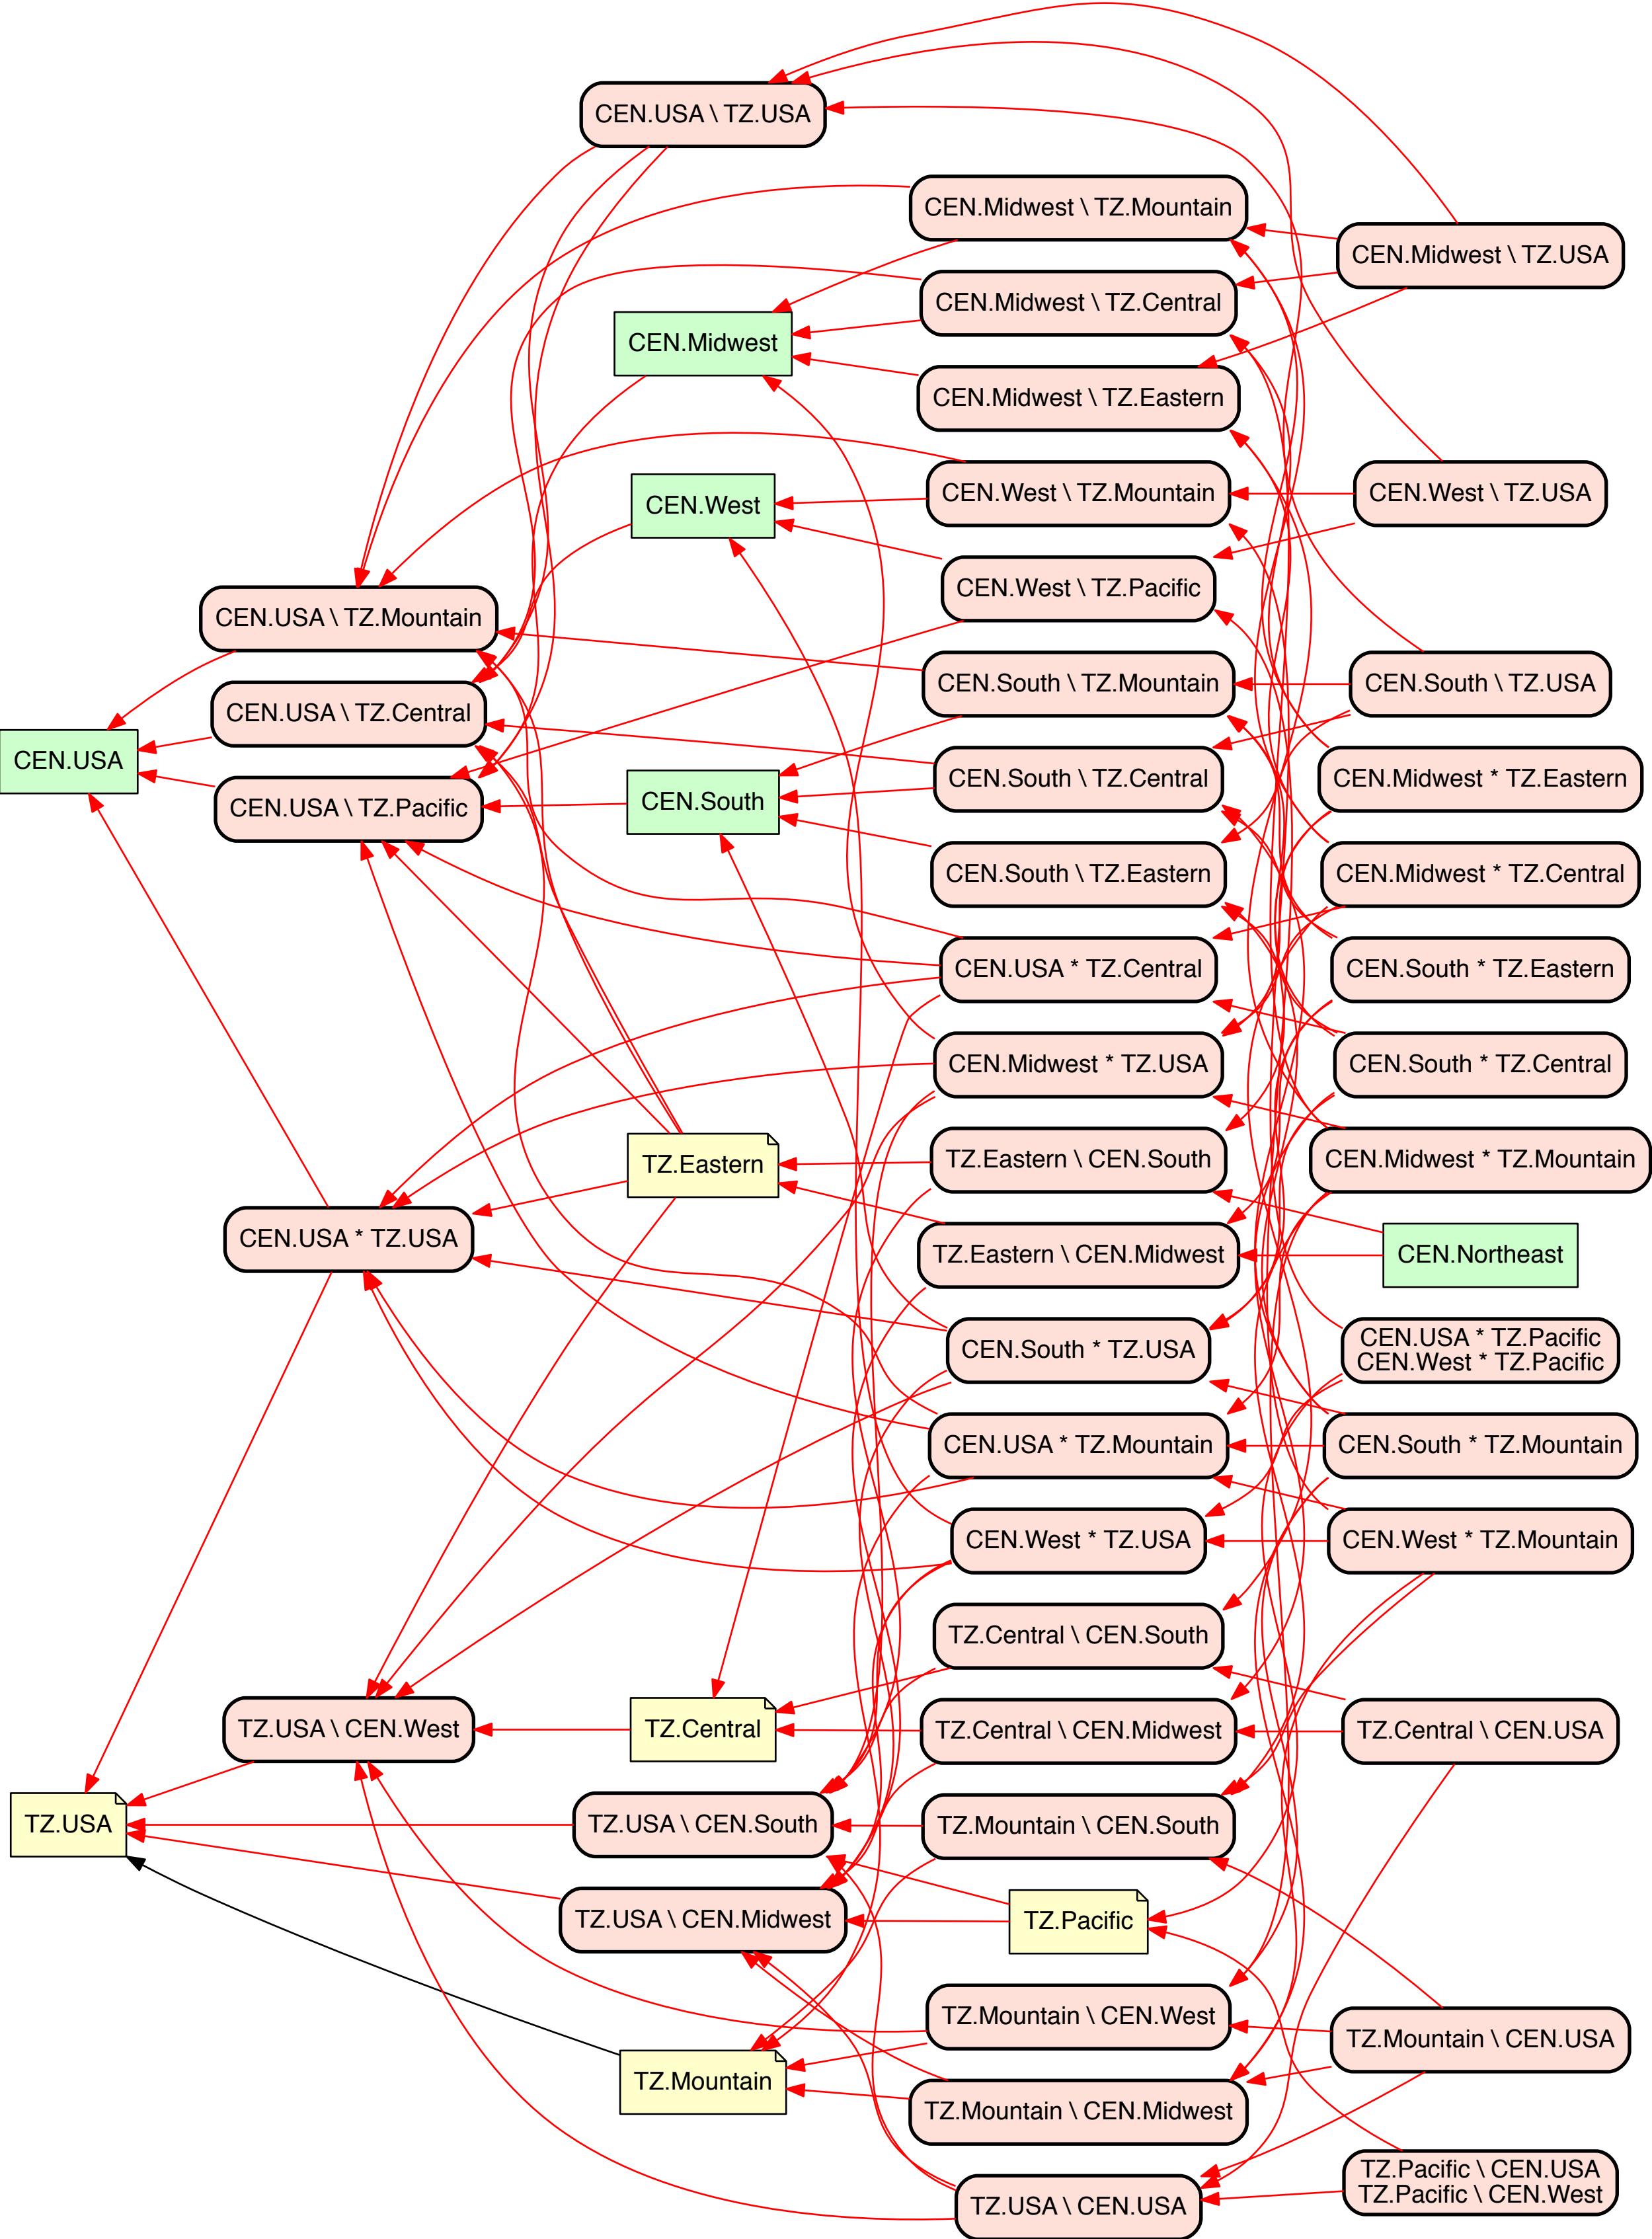 CEN.USA \ TZ.USA
CEN.Midwest \ TZ.Mountain
CEN.Midwest \ TZ.USA
CEN.Midwest \ TZ.Central
CEN.Midwest
CEN.Midwest \ TZ.Eastern
CEN.West \ TZ.Mountain
CEN.West \ TZ.USA
CEN.West
CEN.West \ TZ.Pacific
CEN.USA \ TZ.Mountain
CEN.South \ TZ.Mountain
CEN.South \ TZ.USA
CEN.USA \ TZ.Central
CEN.USA
CEN.South \ TZ.Central
CEN.Midwest * TZ.Eastern
CEN.South
CEN.USA \ TZ.Pacific
CEN.South \ TZ.Eastern
CEN.Midwest * TZ.Central
CEN.USA * TZ.Central
CEN.South * TZ.Eastern
CEN.Midwest * TZ.USA
CEN.South * TZ.Central
TZ.Eastern
TZ.Eastern \ CEN.South
CEN.Midwest * TZ.Mountain
CEN.USA * TZ.USA
TZ.Eastern \ CEN.Midwest
CEN.Northeast
CEN.South * TZ.USA
CEN.USA * TZ.Pacific
CEN.West * TZ.Pacific
CEN.USA * TZ.Mountain
CEN.South * TZ.Mountain
CEN.West * TZ.USA
CEN.West * TZ.Mountain
TZ.Central \ CEN.South
TZ.USA \ CEN.West
TZ.Central
TZ.Central \ CEN.Midwest
TZ.Central \ CEN.USA
TZ.USA
TZ.USA \ CEN.South
TZ.Mountain \ CEN.South
TZ.USA \ CEN.Midwest
TZ.Pacific
TZ.Mountain \ CEN.West
TZ.Mountain \ CEN.USA
TZ.Mountain
TZ.Mountain \ CEN.Midwest
TZ.Pacific \ CEN.USA
TZ.Pacific \ CEN.West
TZ.USA \ CEN.USA